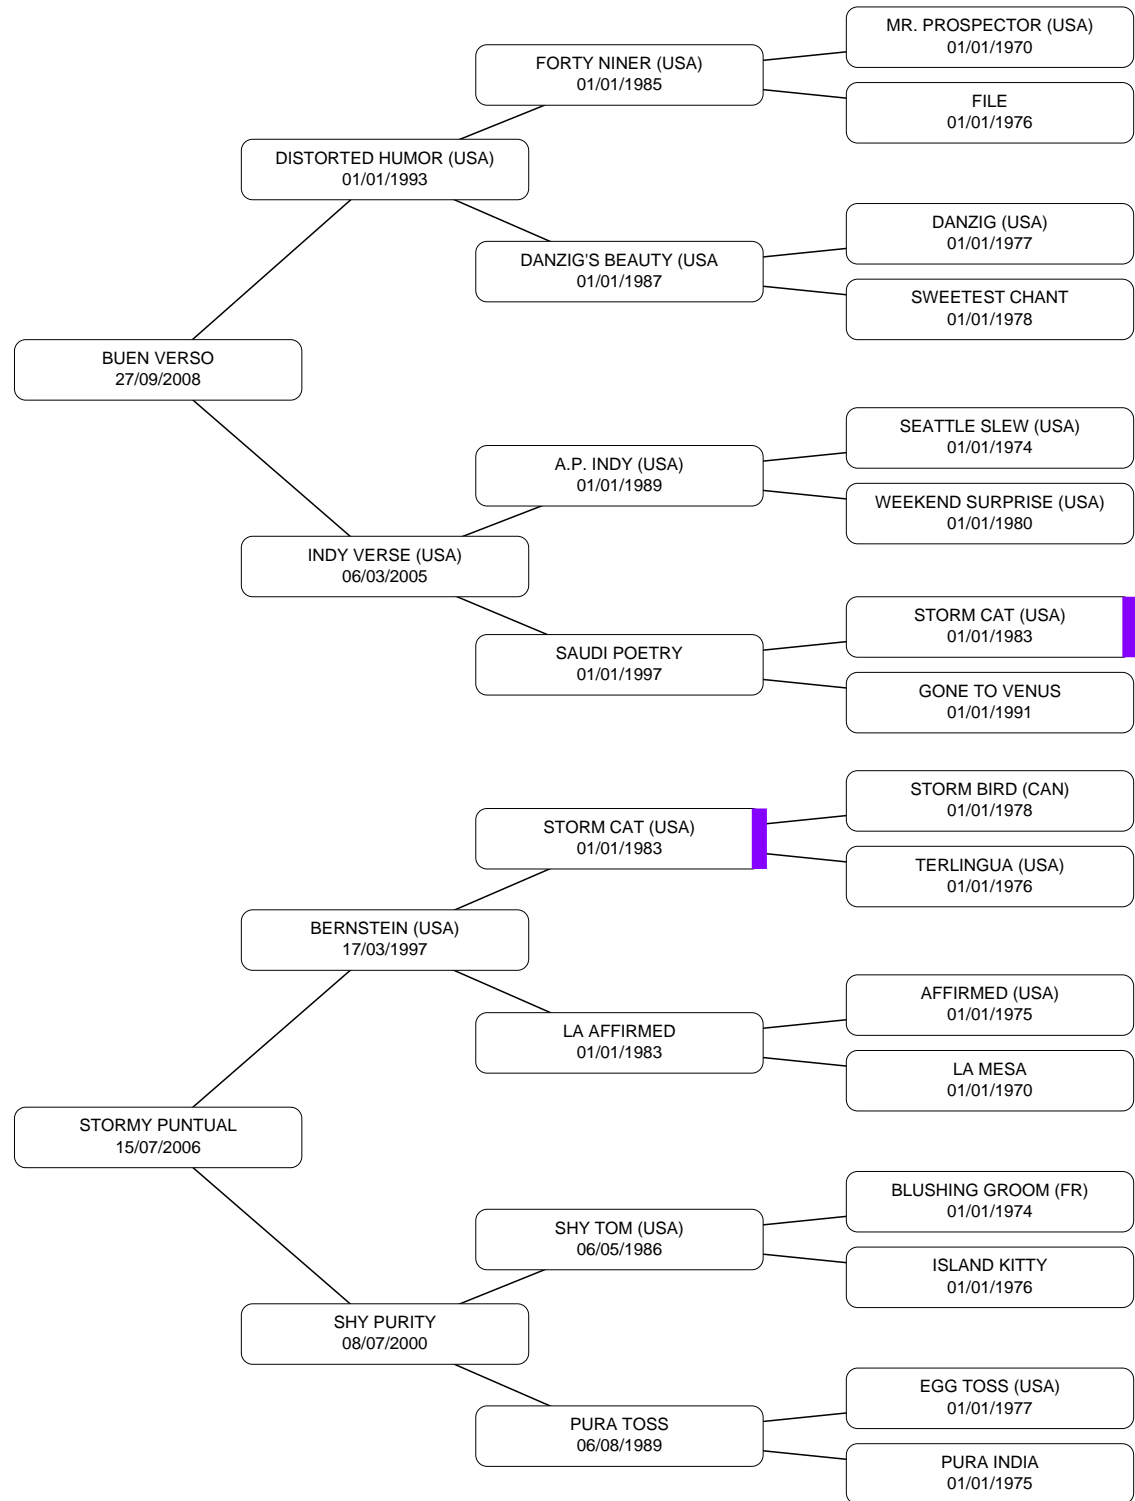 MR. PROSPECTOR (USA)
01/01/1970
FORTY NINER (USA)
01/01/1985
FILE
01/01/1976
DISTORTED HUMOR (USA)
01/01/1993
DANZIG (USA)
01/01/1977
DANZIG'S BEAUTY (USA
01/01/1987
SWEETEST CHANT
01/01/1978
BUEN VERSO
27/09/2008
SEATTLE SLEW (USA)
01/01/1974
A.P. INDY (USA)
01/01/1989
WEEKEND SURPRISE (USA)
01/01/1980
INDY VERSE (USA)
06/03/2005
STORM CAT (USA)
01/01/1983
SAUDI POETRY
01/01/1997
GONE TO VENUS
01/01/1991
STORM BIRD (CAN)
01/01/1978
STORM CAT (USA)
01/01/1983
TERLINGUA (USA)
01/01/1976
BERNSTEIN (USA)
17/03/1997
AFFIRMED (USA)
01/01/1975
LA AFFIRMED
01/01/1983
LA MESA
01/01/1970
STORMY PUNTUAL
15/07/2006
BLUSHING GROOM (FR)
01/01/1974
SHY TOM (USA)
06/05/1986
ISLAND KITTY
01/01/1976
SHY PURITY
08/07/2000
EGG TOSS (USA)
01/01/1977
PURA TOSS
06/08/1989
PURA INDIA
01/01/1975